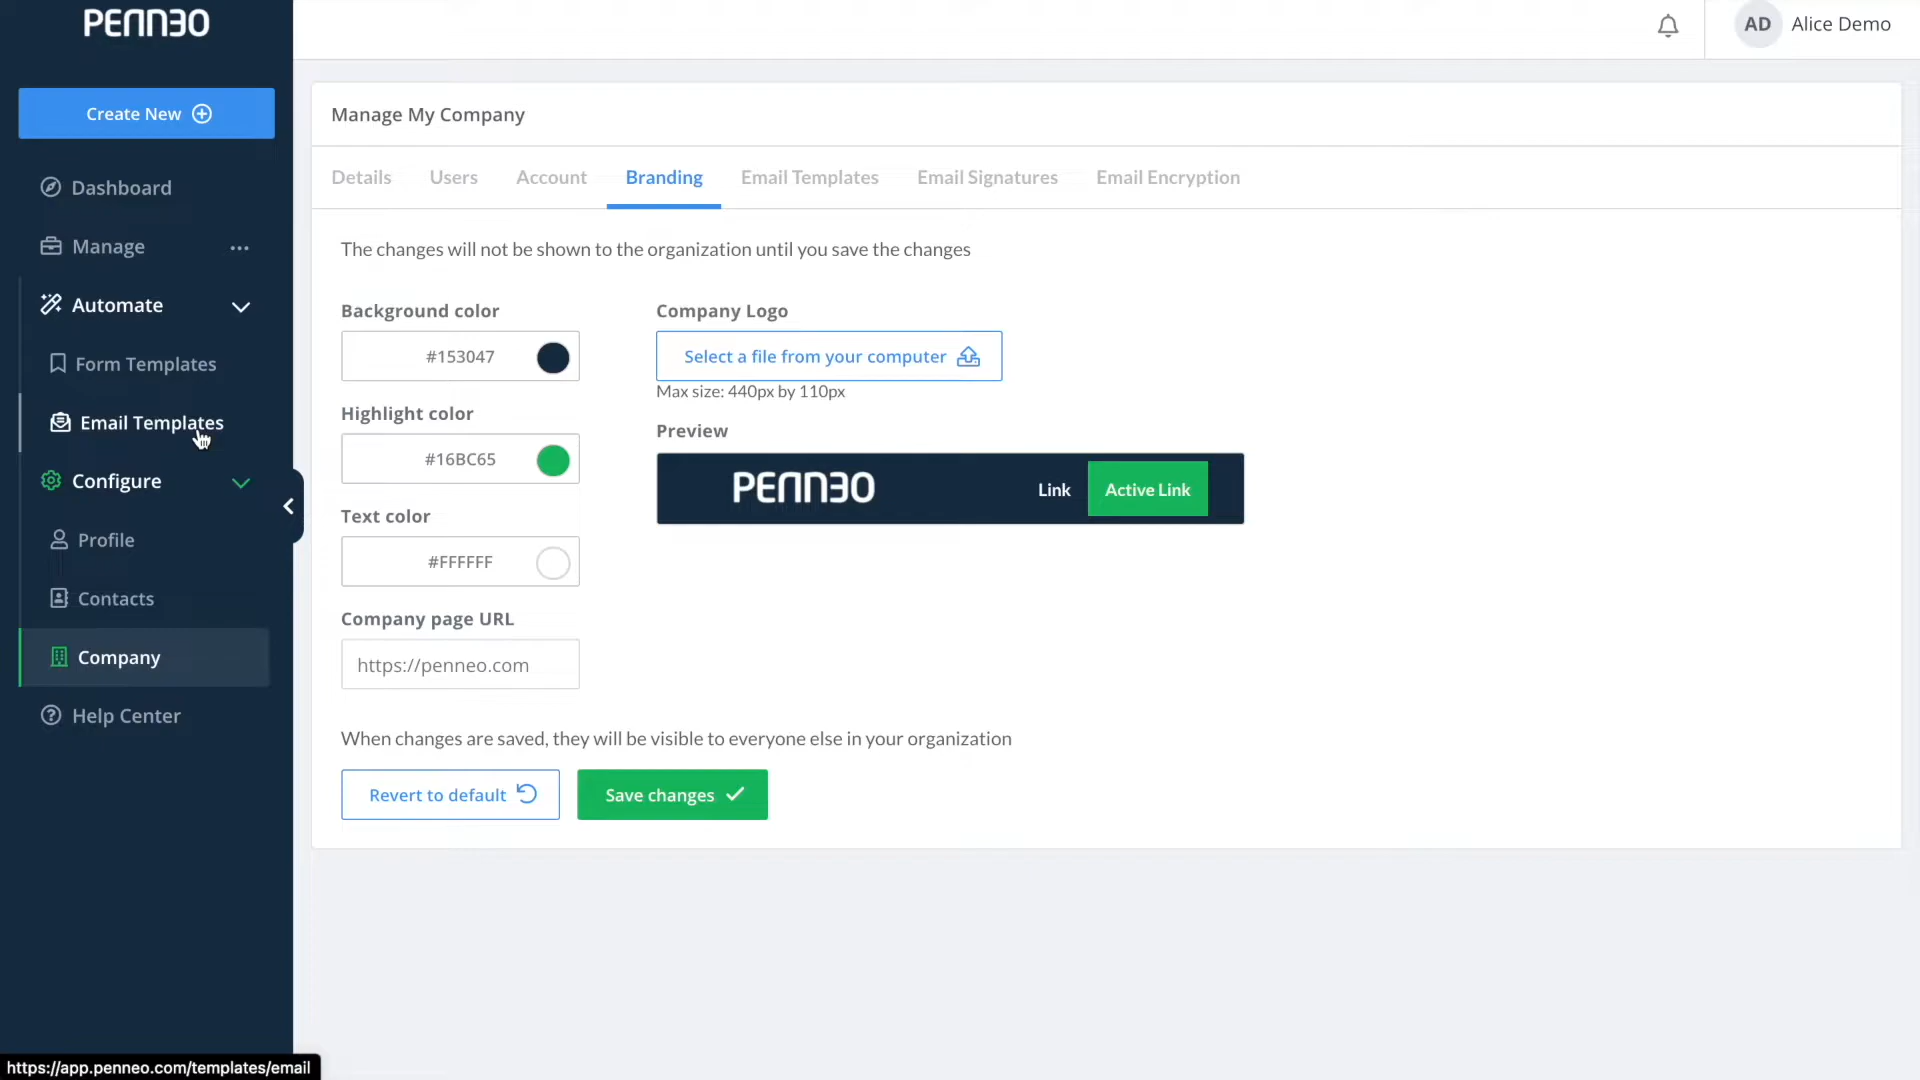 PENNEO
AD
Alice Demo
Create New
Dashboard
Manage
Automate
Form Templates
Email Templates
Configure
Profile
Contacts
Company
Help Center
Manage My Company
Details
Users
Account
Branding
Email Templates
Email Signatures
Email Encryption
The changes will not be shown to the organization until you save the changes
Background color
#153047
Highlight color
#16BC65
Text color
#FFFFFF
Company page URL
https://penneo.com
Company Logo
Select a file from your computer
Max size: 440px by 110px
Preview
PENNEO
Link
Active Link
When changes are saved, they will be visible to everyone else in your organization
Revert to default
Save changes
https://app.penneo.com/templates/email